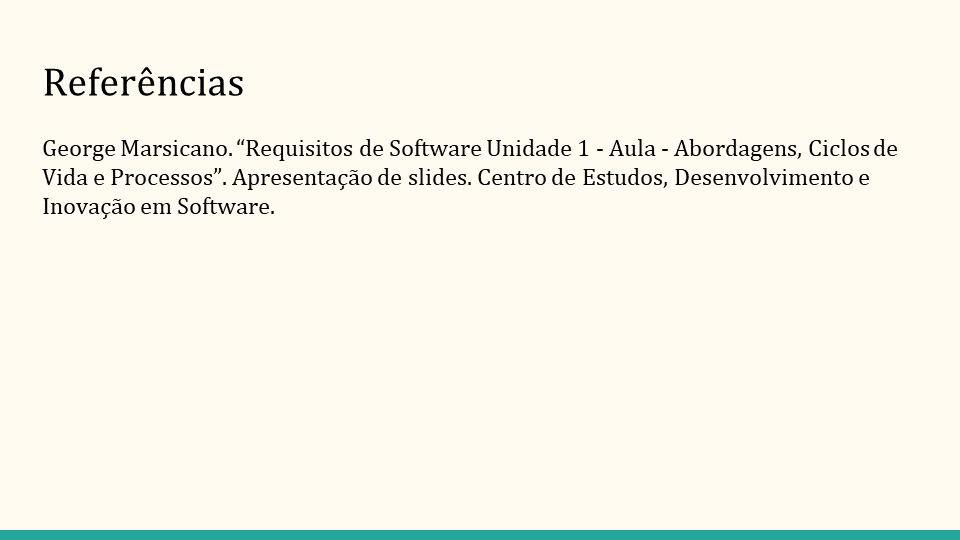 Referências
George Marsicano. “Requisitos de Software Unidade 1 - Aula - Abordagens, Ciclos de
Vida e Processos”. Apresentação de slides. Centro de Estudos, Desenvolvimento e
Inovação em Software.